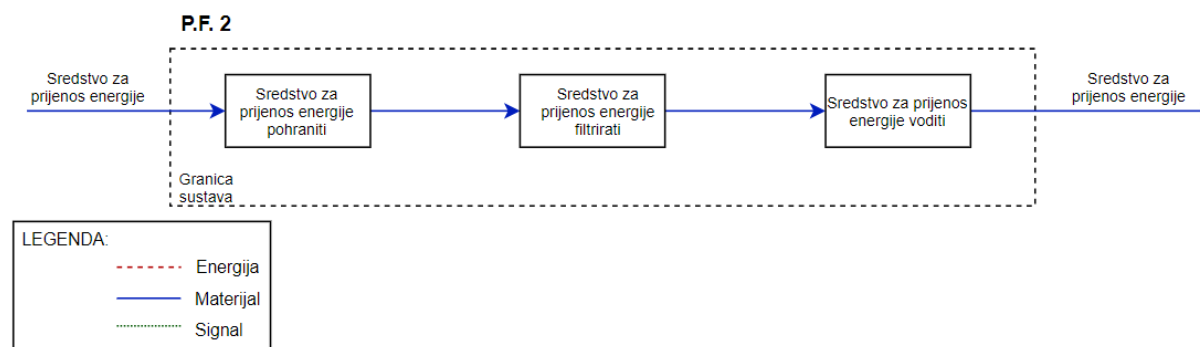 P.F. 2
Sredstvo za
prijenos energije
Sredstvo za
prijenos energije
pohraniti
Sredstvo za
prijenos energije
filtrirati
Sredstvo za prijenos
energije voditi
Sredstvo za
prijenos energije
Granica
sustava
LEGENDA:
Energija
Materijal
Signal